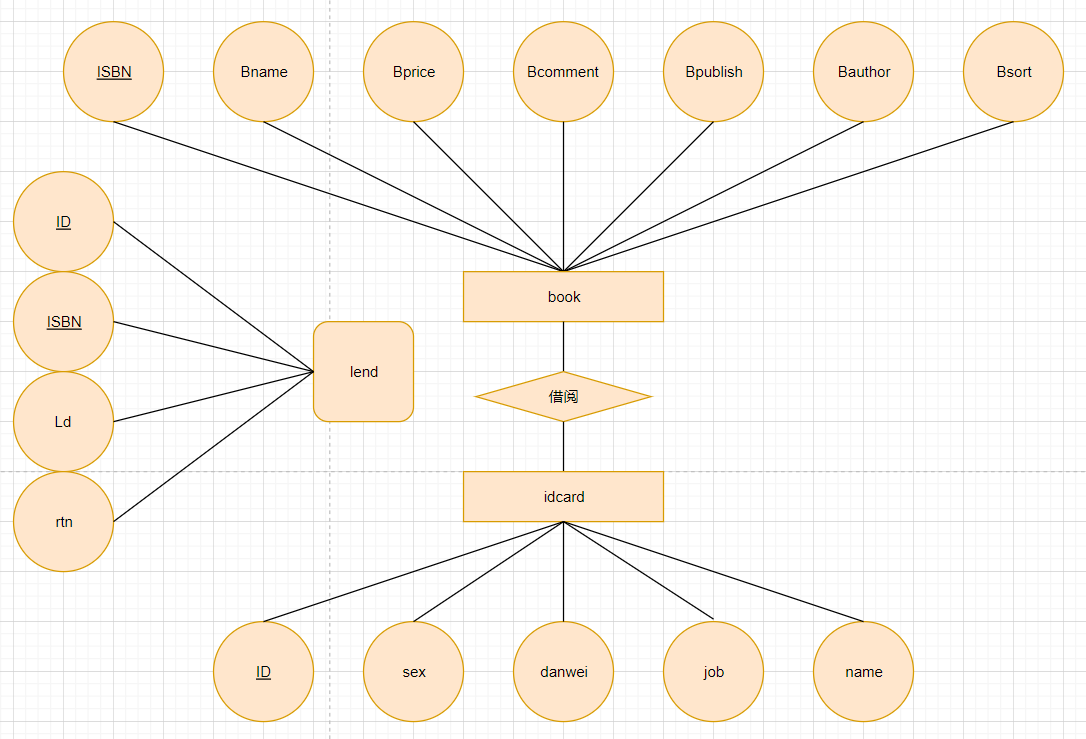 ISBN
Bname
Bprice
Bcomment
Bpublish
Bauthor
Bsort
ID
ISBN
Ld
rtn
lend
book
借阅
idcard
ID
sex
danwei
job
name